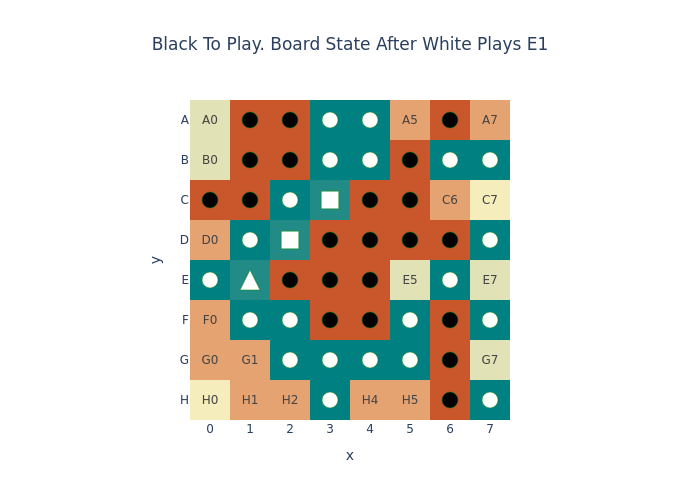 Black To Play. Board State After White Plays E1
A A0 A5 A7
B B0
C C6 C7
D D0
y
E E5 E7
F F0
G G0 G1 G7
H H0 H1 H2 H4 H5
0 1 2 3 4 5 6 7
x